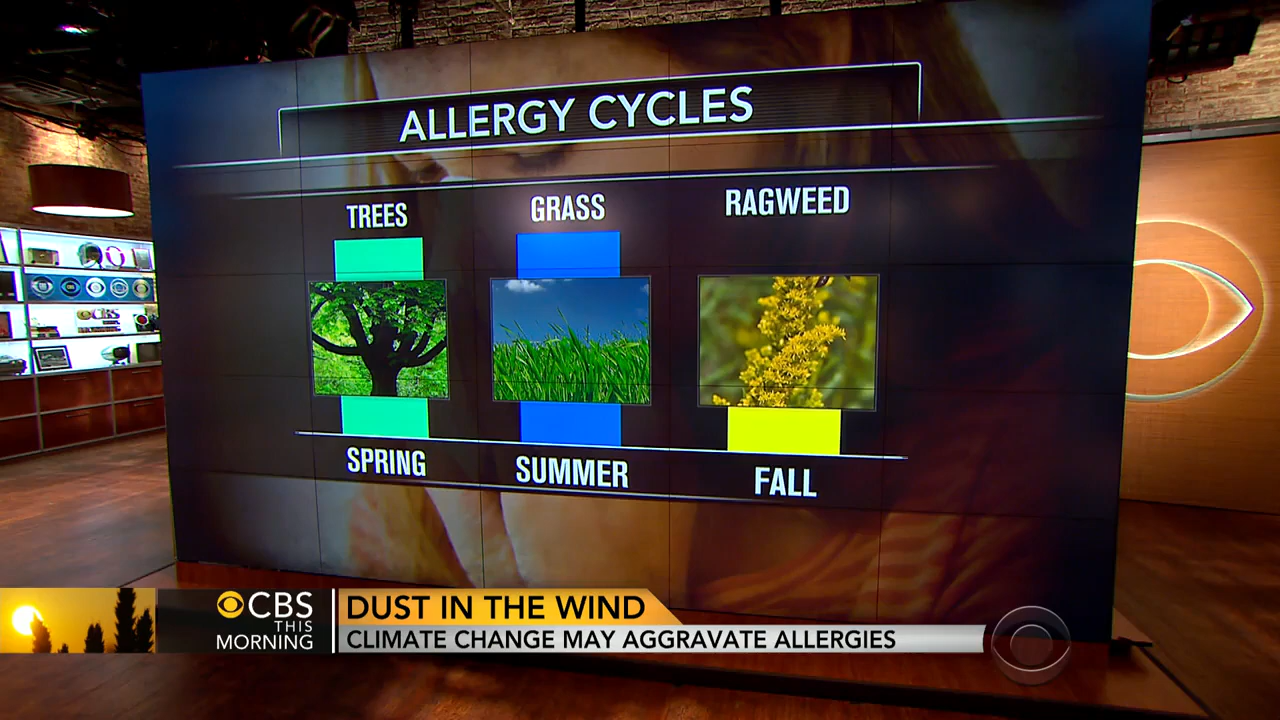 ALLERGY CYCLES
TREES
GRASS
RAGWEED
SPRING
SUMMER
FALL
CBS
CBS
THIS
MORNING
DUST IN THE WIND
CLIMATE CHANGE MAY AGGRAVATE ALLERGIES